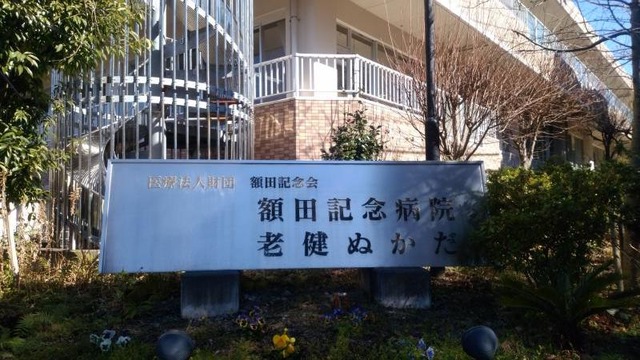 医療法人財団 額田記念会
額田記念病院
老健ぬかだ